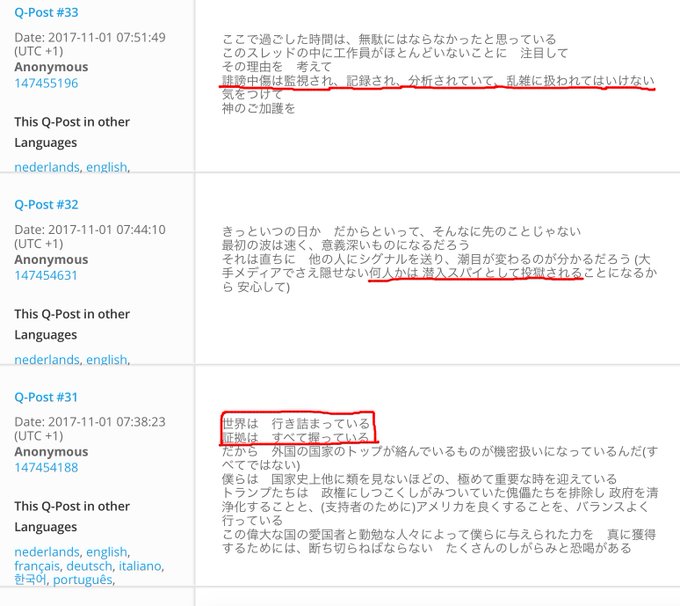 Q-Post #33
Date: 2017-11-01 07:51:49
(UTC +1)
Anonymous
147455196
This Q-Post in other
Languages
nederlands, english,
ここで過ごした時間は、無駄にはならなかったと思っている
このスレッドの中に工作員がほとんどいないことに　注目して
その理由を　考えて
誹謗中傷は監視され、記録され、分析されていて、乱雑に扱われてはいけない
気をつけて
神のご加護を
Q-Post #32
Date: 2017-11-01 07:44:10
(UTC +1)
Anonymous
147454631
This Q-Post in other
Languages
nederlands, english,
きっといつの日か　だからといって、そんなに先のことじゃない
最初の波は速く、意義深いものになるだろう
それは直ちに　他の人にシグナルを送り、潮目が変わるのが分かるだろう (大
手メディアでさえ隠せない何人かは 潜入スパイとして投獄されることになるか
ら 安心して)
Q-Post #31
Date: 2017-11-01 07:38:23
(UTC +1)
Anonymous
147454188
This Q-Post in other
Languages
nederlands, english,
français, deutsch, italiano,
한국어, português,
世界は　行き詰まっている
証拠は　すべて握っている
だから　外国の国家のトップが絡んでいるものが機密扱いになっているんだ(す
べてではない)
僕らは　国家史上他に類を見ないほどの、極めて重要な時を迎えている
トランプたちは　政権にしつこくしがみついていた傀儡たちを排除し 政府を清
浄化することと、(支持者のために)アメリカを良くすることを、バランスよく
行っている
この偉大な国の愛国者と勤勉な人々によって僕らに与えられた力を　真に獲得
するためには、断ち切らねばならない　たくさんのしがらみと恐喝がある